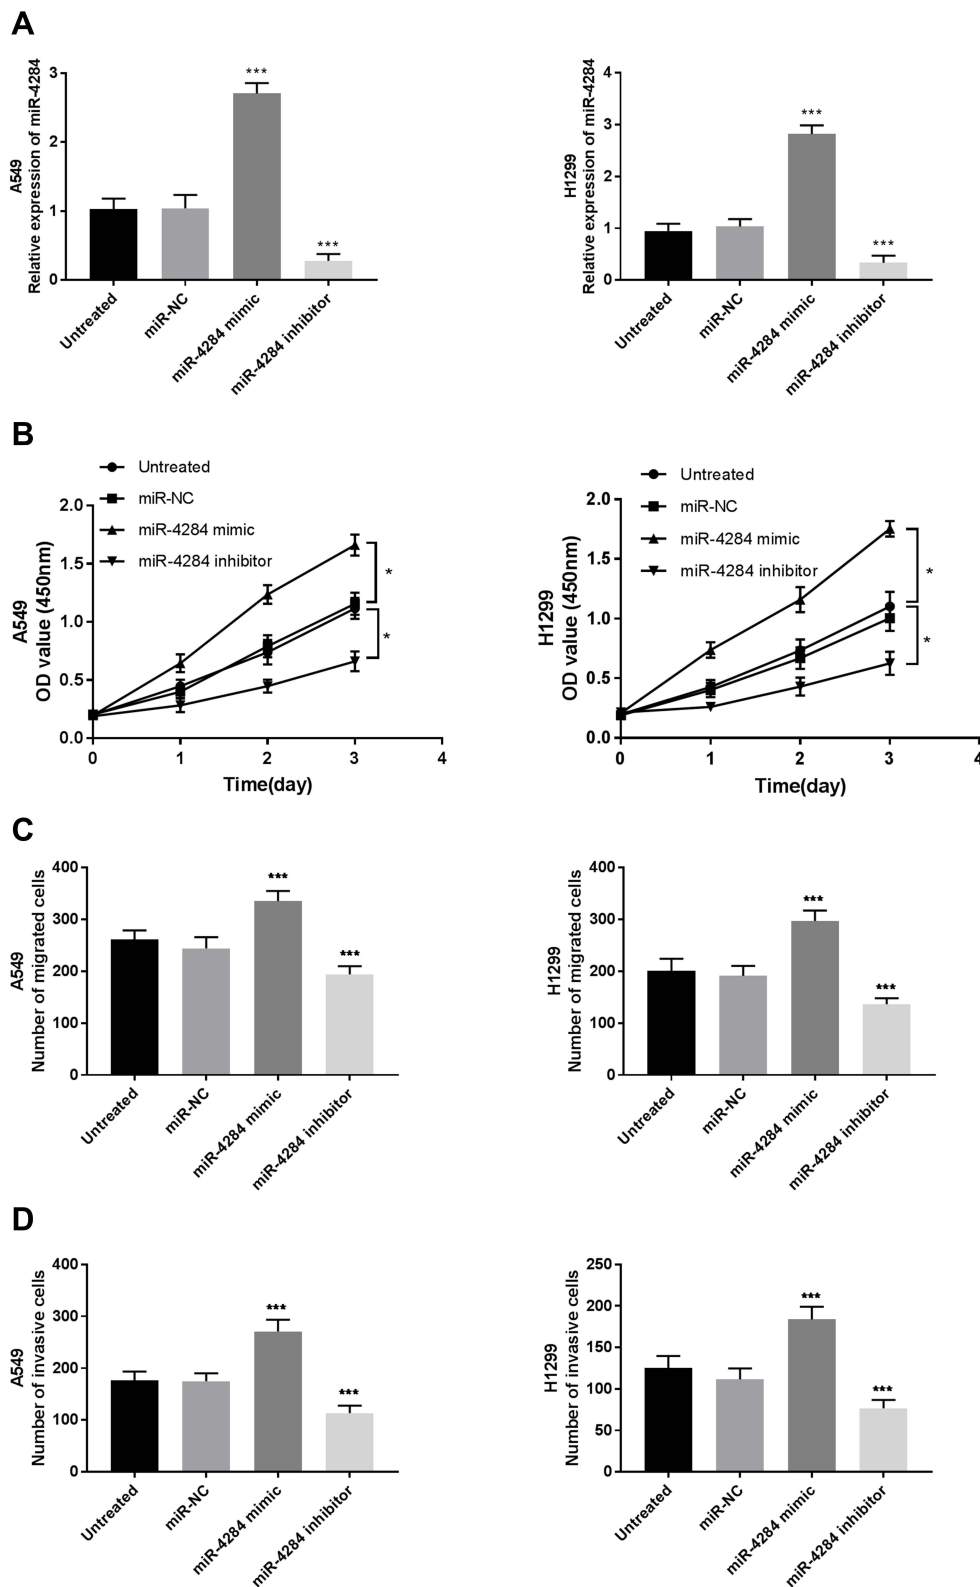 A
A549
Relative expression of miR-4284
3
2
1
0
***
***
Untreated
miR-NC
miR-4284 mimic
miR-4284 inhibitor
H1299
Relative expression of miR-4284
4
3
2
1
0
***
***
Untreated
miR-NC
miR-4284 mimic
miR-4284 inhibitor
B
Untreated
miR-NC
miR-4284 mimic
miR-4284 inhibitor
A549
OD value (450nm)
2.0
1.5
1.0
0.5
0.0
*
*
0 1 2 3 4
Time(day)
Untreated
miR-NC
miR-4284 mimic
miR-4284 inhibitor
H1299
OD value (450nm)
2.0
1.5
1.0
0.5
0.0
*
*
0 1 2 3 4
Time(day)
C
A549
Number of migrated cells
400
300
200
100
0
***
***
Untreated
miR-NC
miR-4284 mimic
miR-4284 inhibitor
H1299
Number of migrated cells
400
300
200
100
0
***
***
Untreated
miR-NC
miR-4284 mimic
miR-4284 inhibitor
D
A549
Number of invasive cells
400
300
200
100
0
***
***
Untreated
miR-NC
miR-4284 mimic
miR-4284 inhibitor
H1299
Number of invasive cells
250
200
150
100
50
0
***
***
Untreated
miR-NC
miR-4284 mimic
miR-4284 inhibitor